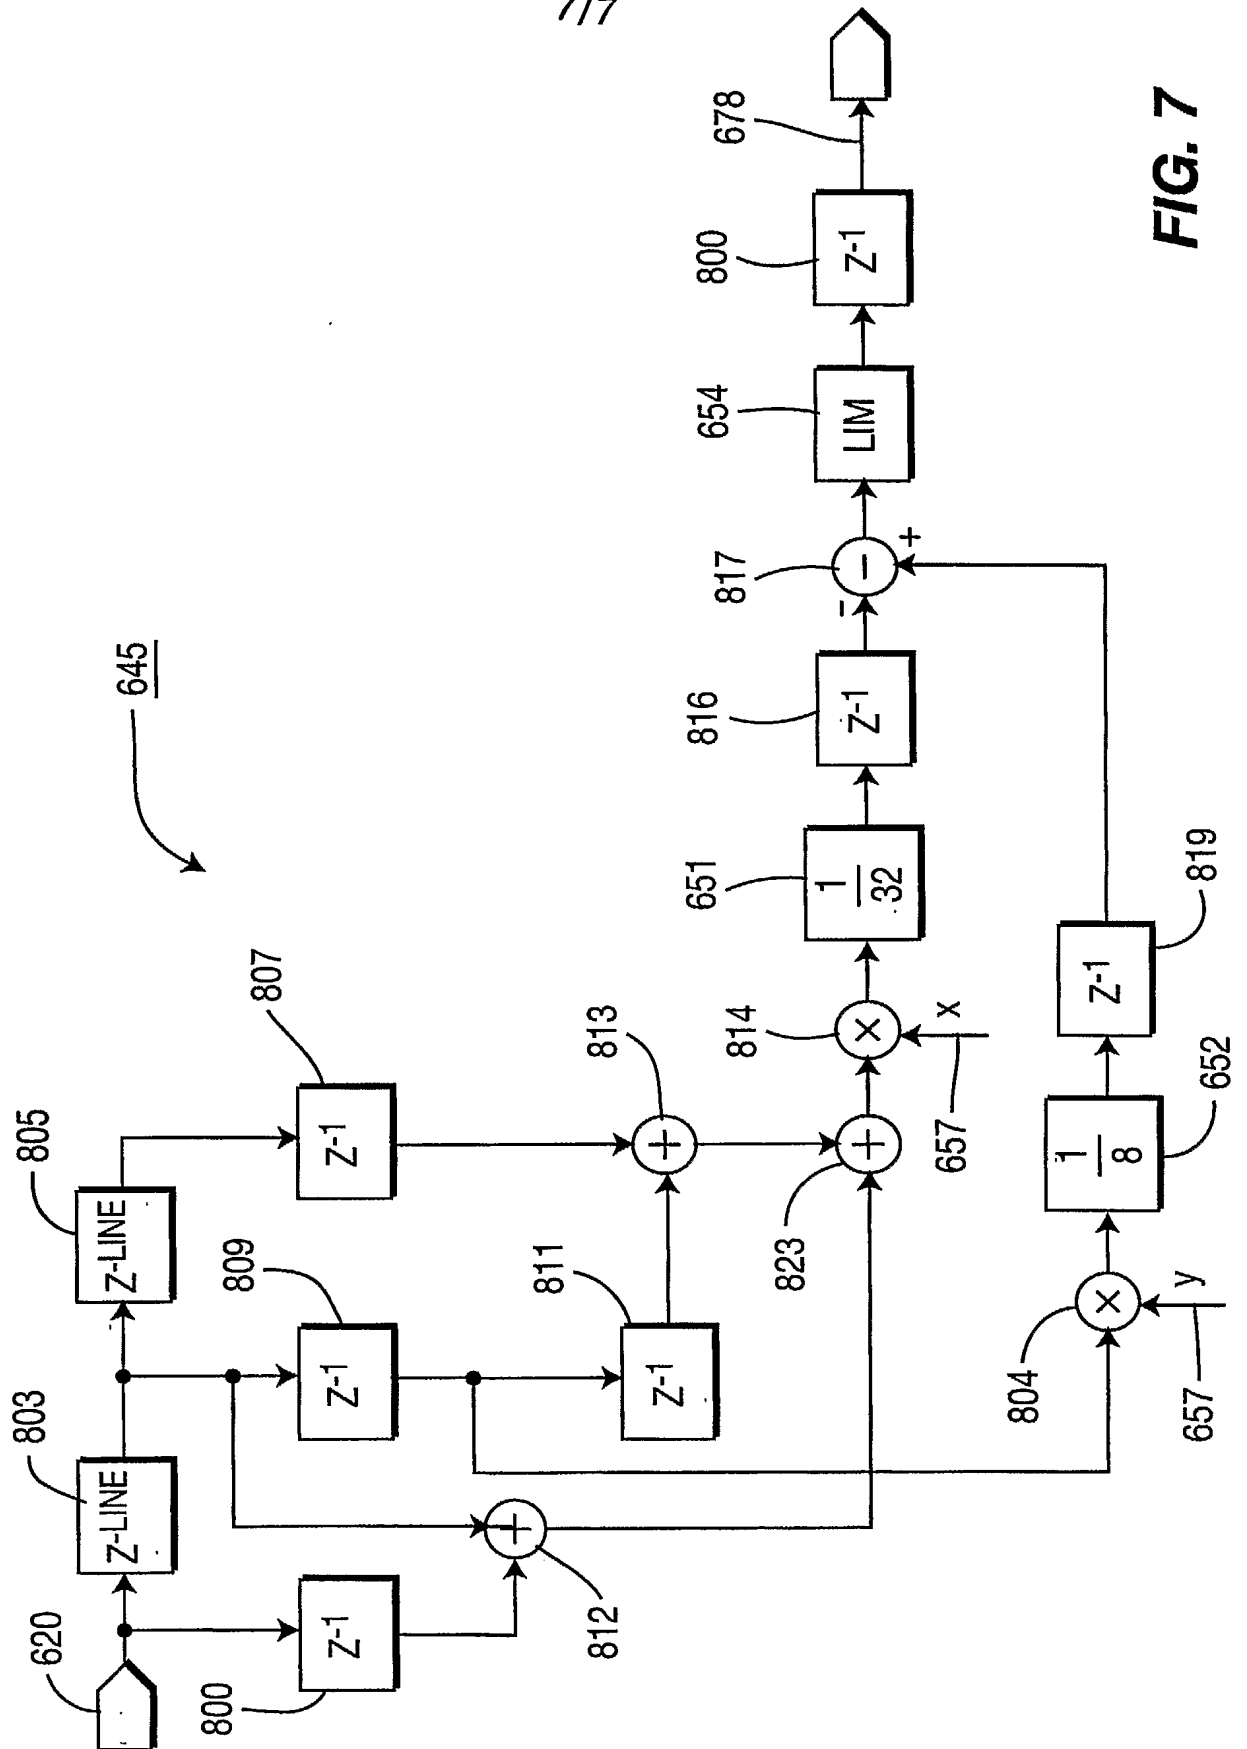 7/7
645
620
803
Z-LINE
805
Z-LINE
800
Z-1
809
Z-1
807
Z-1
812
+
811
Z-1
813
+
823
+
814
×
657
x
651
1
32
816
Z-1
817
-
-
+
654
LIM
800
Z-1
678
804
×
657
y
652
1
8
819
Z-1
FIG. 7